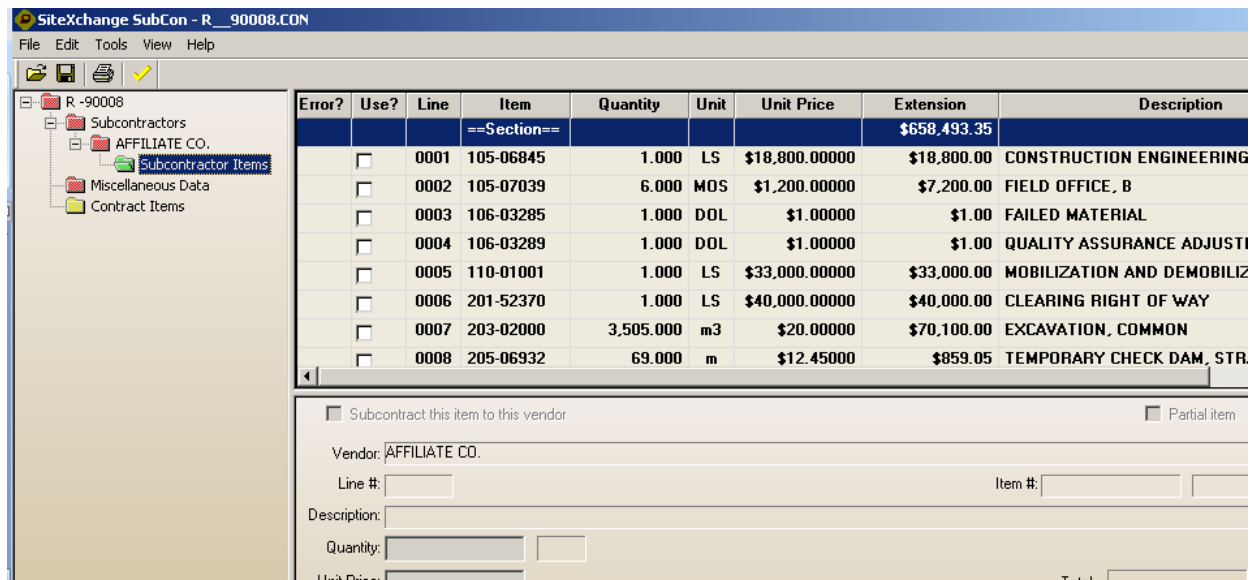 SiteXchange SubCon - R__90008.CON
File Edit Tools View Help
R -90008
Subcontractors
AFFILIATE CO.
Subcontractor Items
Miscellaneous Data
Contract Items
Error? Use? Line Item Quantity Unit Unit Price Extension Description
==Section== $658,493.35
0001 105-06845 1.000 LS $18,800.00000 $18,800.00 CONSTRUCTION ENGINEERING
0002 105-07039 6.000 MOS $1,200.00000 $7,200.00 FIELD OFFICE, B
0003 106-03285 1.000 DOL $1.00000 $1.00 FAILED MATERIAL
0004 106-03289 1.000 DOL $1.00000 $1.00 QUALITY ASSURANCE
0005 110-01001 1.000 LS $33,000.00000 $33,000.00 MOBILIZATION AND
0006 201-52370 1.000 LS $40,000.00000 $40,000.00 CLEARING RIGHT OF WAY
0007 203-02000 3,505.000 m3 $20.00000 $70,100.00 EXCAVATION, COMMON
0008 205-06932 69.000 m $12.45000 $859.05 TEMPORARY CHECK DAM,
Subcontract this item to this vendor Partial item
Vendor: AFFILIATE CO.
Line #: Item #:
Description:
Quantity:
Unit Price: